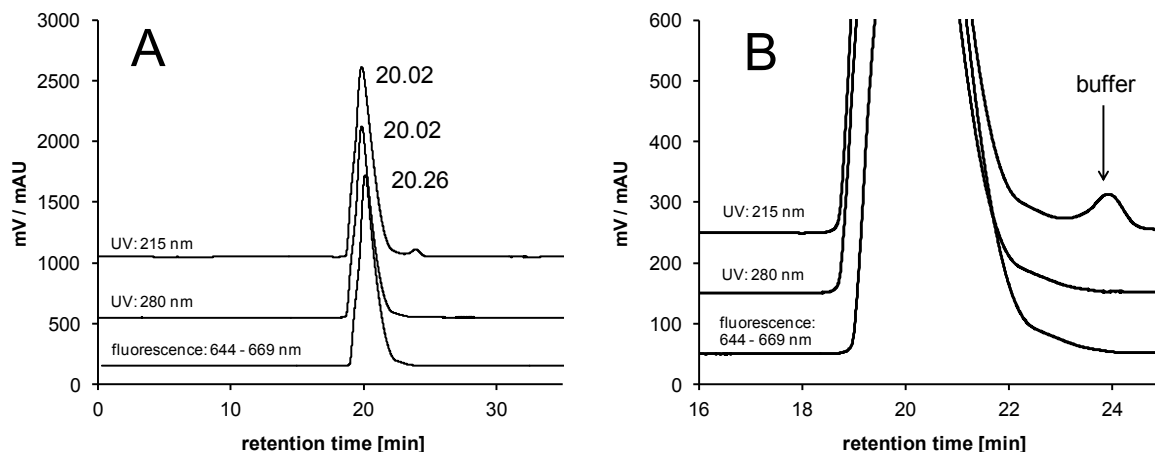 A
3000
2500
2000
1500
1000
500
0
mV / mAU
20.02
20.02
20.26
UV: 215 nm
UV: 280 nm
fluorescence: 644 - 669 nm
0 10 20 30
retention time [min]
B
600
500
400
300
200
100
0
mV / mAU
buffer
UV: 215 nm
UV: 280 nm
fluorescence:
644 - 669 nm
16 18 20 22 24
retention time [min]